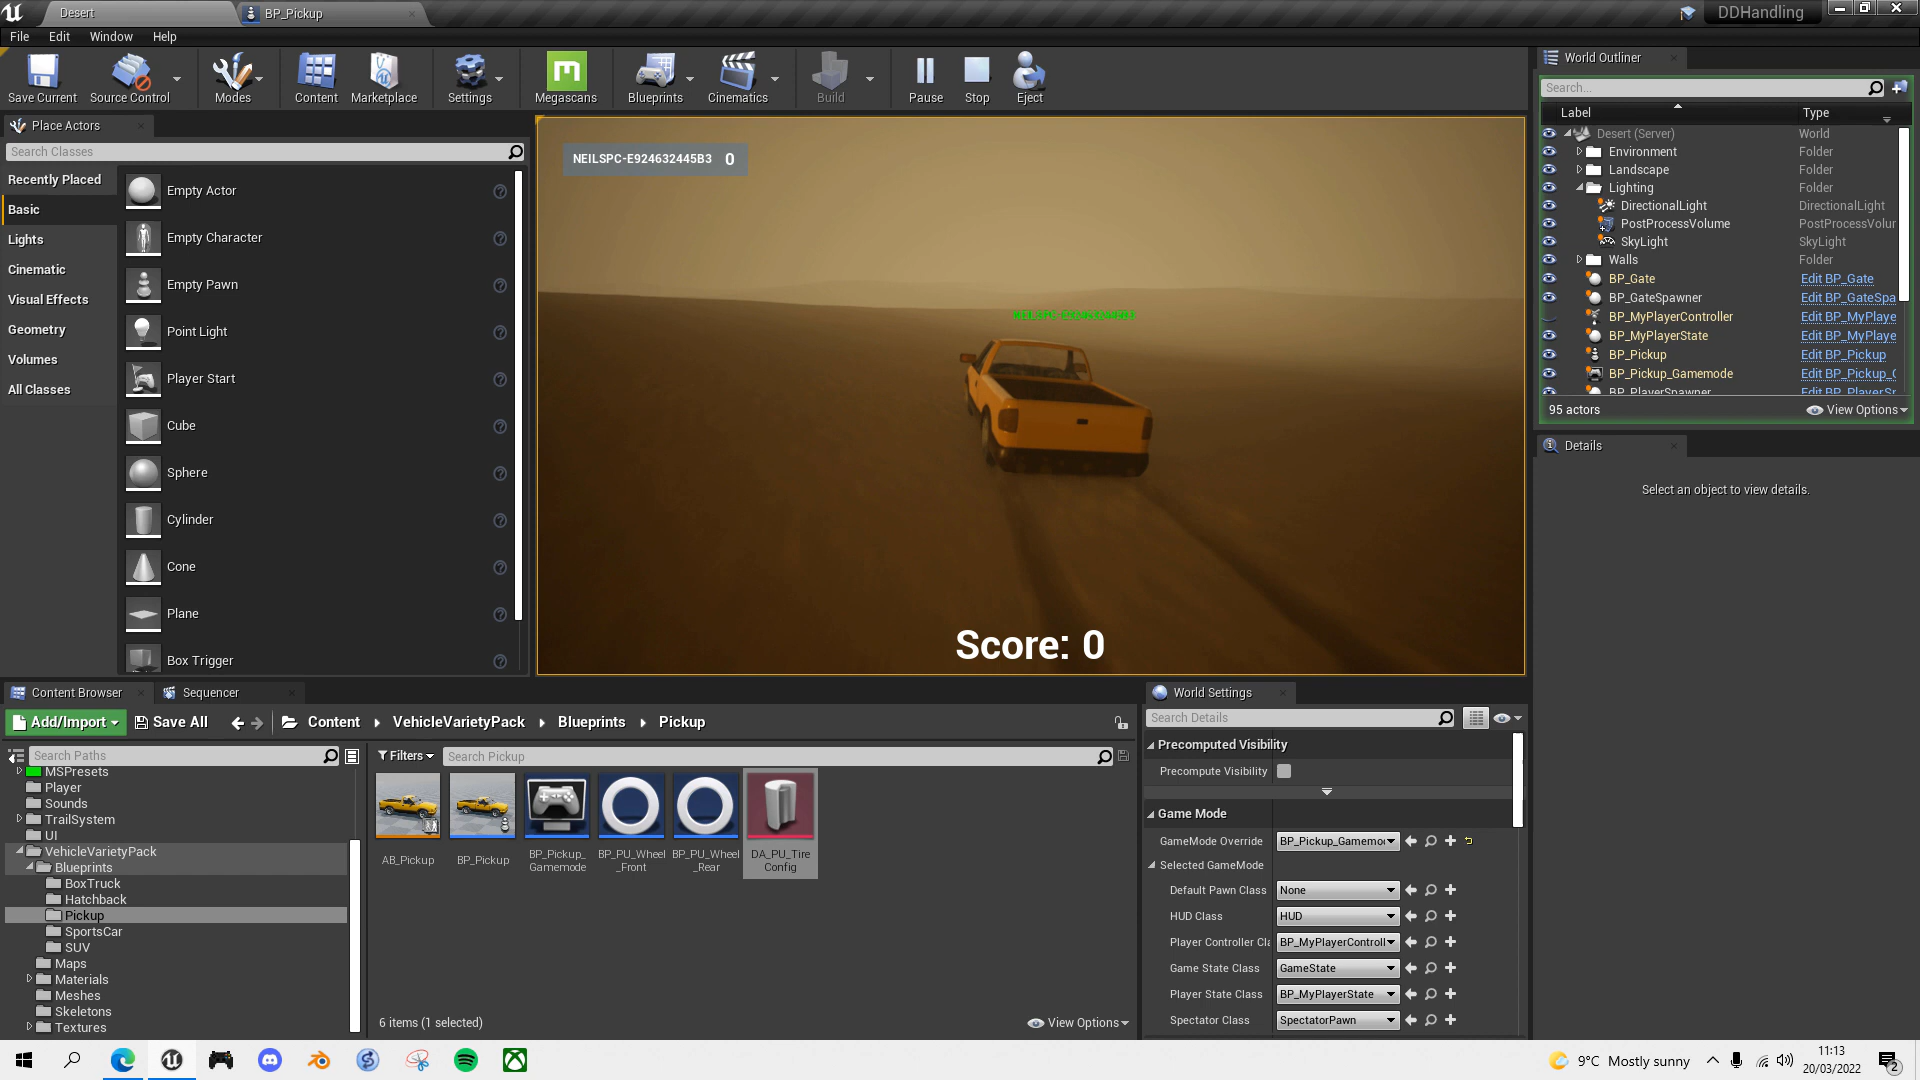 Desert
BP_Pickup
DDHandling
File Edit Window Help
Save Current
Source Control
Modes
Content
Marketplace
Settings
Megascans
Blueprints
Cinematics
Build
Pause
Stop
Eject
Place Actors
Search Classes
Recently Placed
Basic
Lights
Cinematic
Visual Effects
Geometry
Volumes
All Classes
Empty Actor
Empty Character
Empty Pawn
Point Light
Player Start
Cube
Sphere
Cylinder
Cone
Plane
Box Trigger
NEILSPC-E924632445B3 0
Score: 0
World Outliner
Search...
Label Type
Desert (Server) World
Environment Folder
Landscape Folder
Lighting Folder
DirectionalLight DirectionalLight
PostProcessVolume PostProcessVolur
SkyLight SkyLight
Walls Folder
BP_Gate Edit BP_Gate
BP_GateSpawner Edit BP_GateSpa
BP_MyPlayerController Edit BP_MyPlaye
BP_MyPlayerState Edit BP_MyPlaye
BP_Pickup Edit BP_Pickup
BP_Pickup_Gamemode Edit BP_Pickup_G
BP_PlayerSpawner Edit BP_PlayerSp
95 actors
View Options
Details
Select an object to view details.
Content Browser
Sequencer
Add/Import
Save All
Content
VehicleVarietyPack
Blueprints
Pickup
Search Paths
Filters
Search Pickup
MSPresets
Player
Sounds
TrailSystem
UI
VehicleVarietyPack
Blueprints
BoxTruck
Hatchback
Pickup
SportsCar
SUV
Maps
Materials
Meshes
Skeletons
Textures
AB_Pickup
BP_Pickup
BP_Pickup_
Gamemode
BP_PU_Wheel
_Front
BP_PU_Wheel
_Rear
DA_PU_Tire
Config
6 items (1 selected)
View Options
World Settings
Search Details
Precomputed Visibility
Precompute Visibility
Game Mode
GameMode Override BP_Pickup_Gamemo
Selected GameMode
Default Pawn Class None
HUD Class HUD
Player Controller Cla BP_MyPlayerControll
Game State Class GameState
Player State Class BP_MyPlayerState
Spectator Class SpectatorPawn
9°C Mostly sunny
11:13
20/03/2022
2